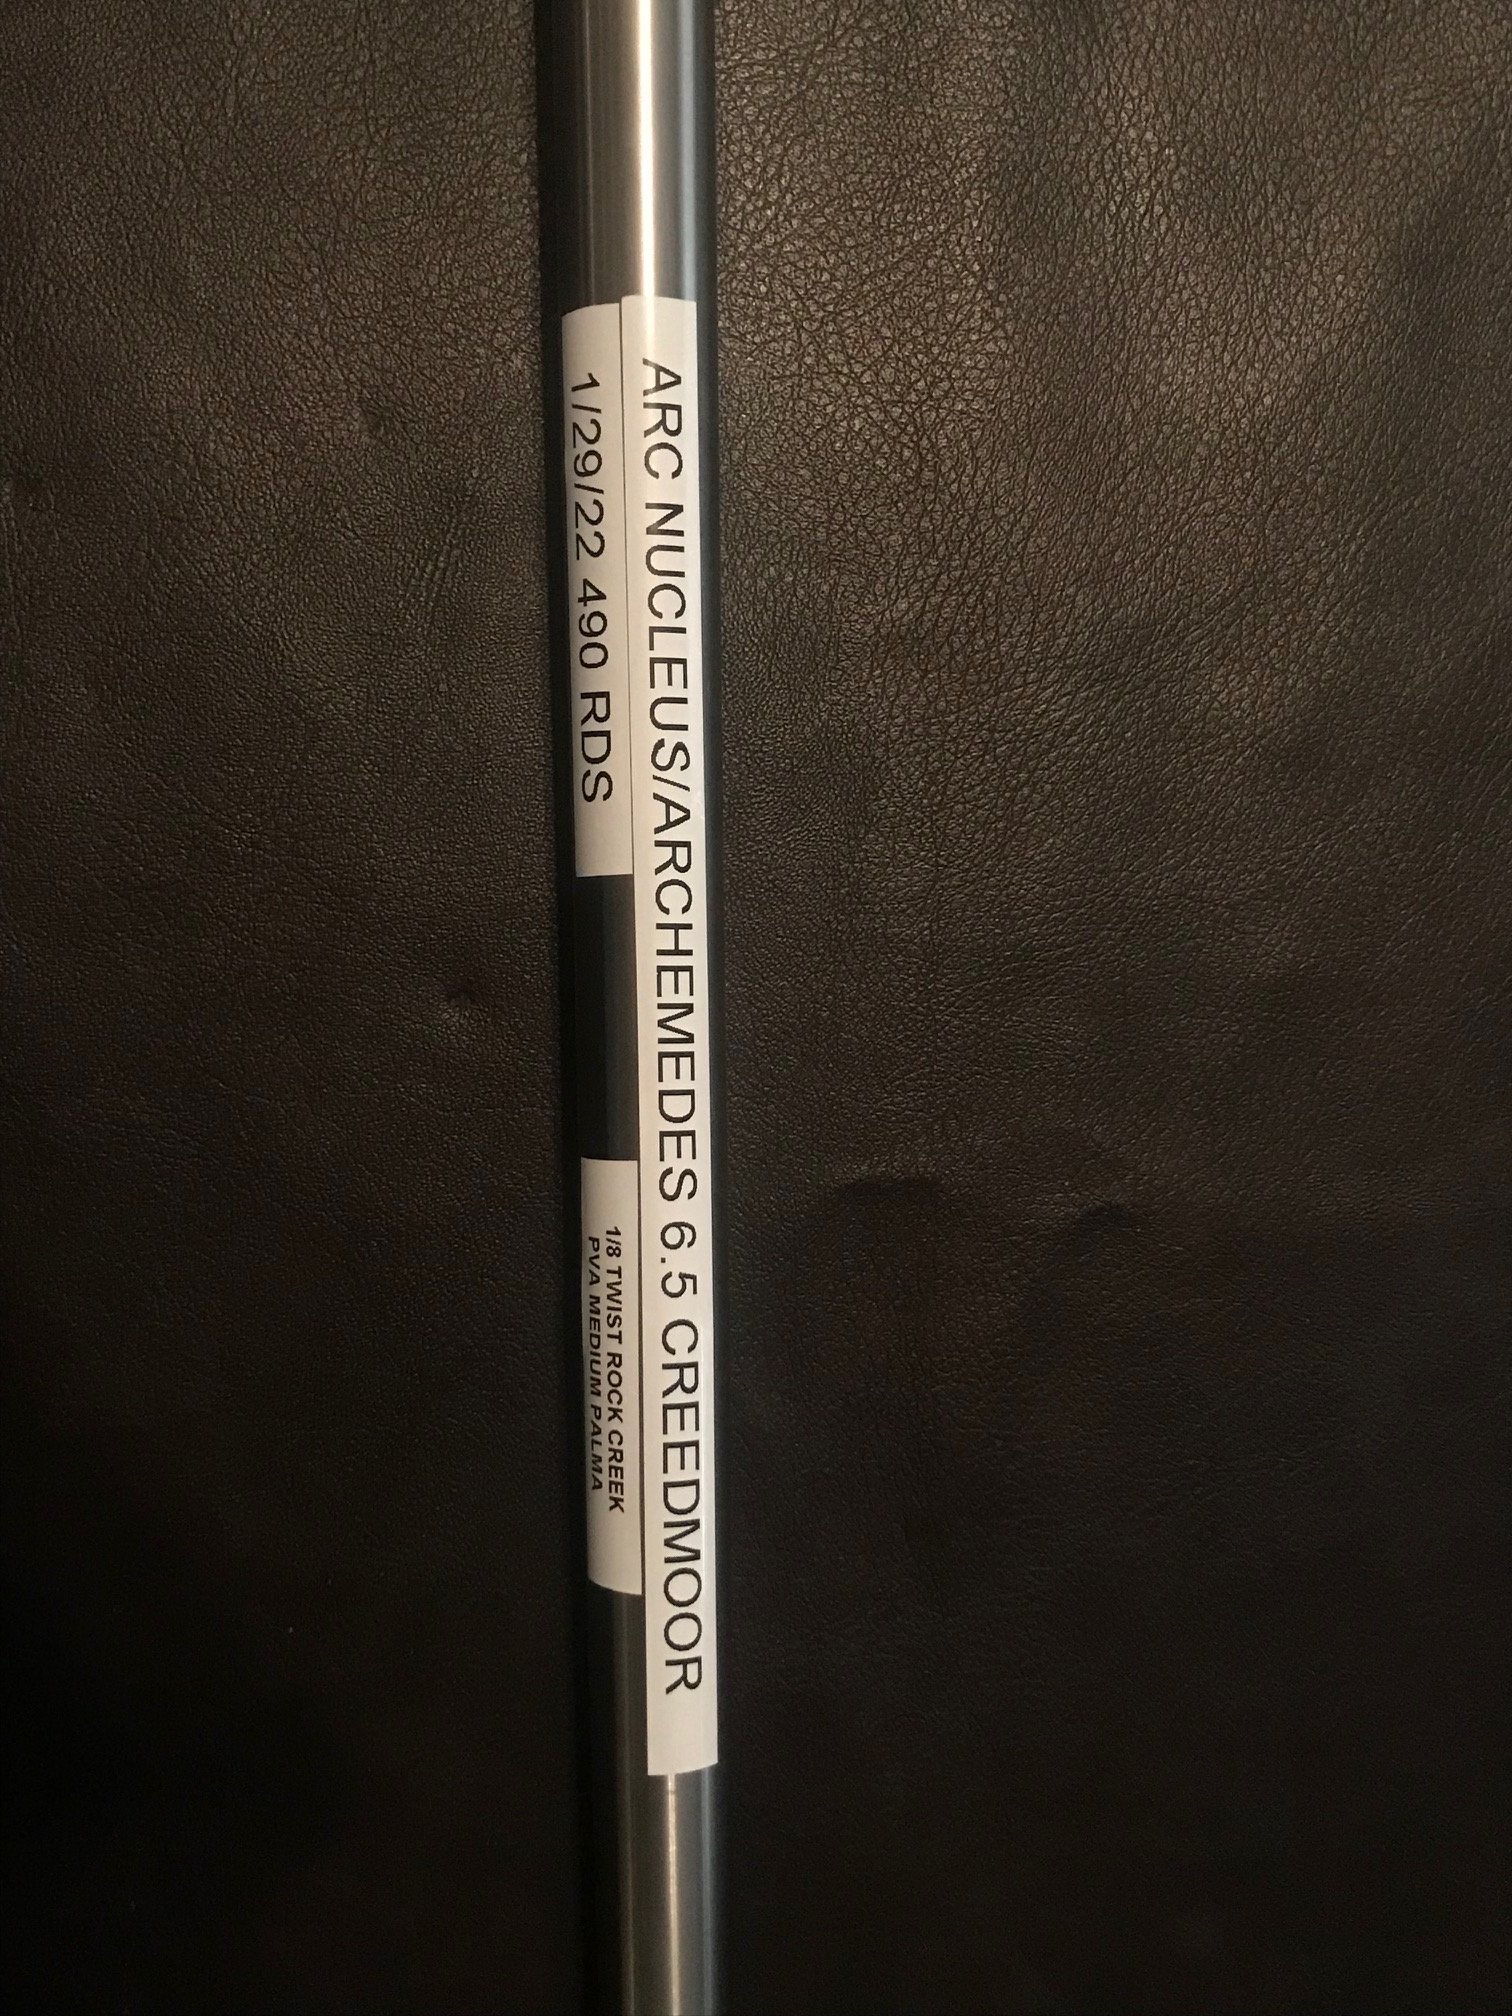 ARC NUCLEUS/ARCHEMEDES 6.5 CREEDMOOR
1/29/22 490 RDS
1/8 TWIST ROCK CREEK
PVA MEDIUM PALMA